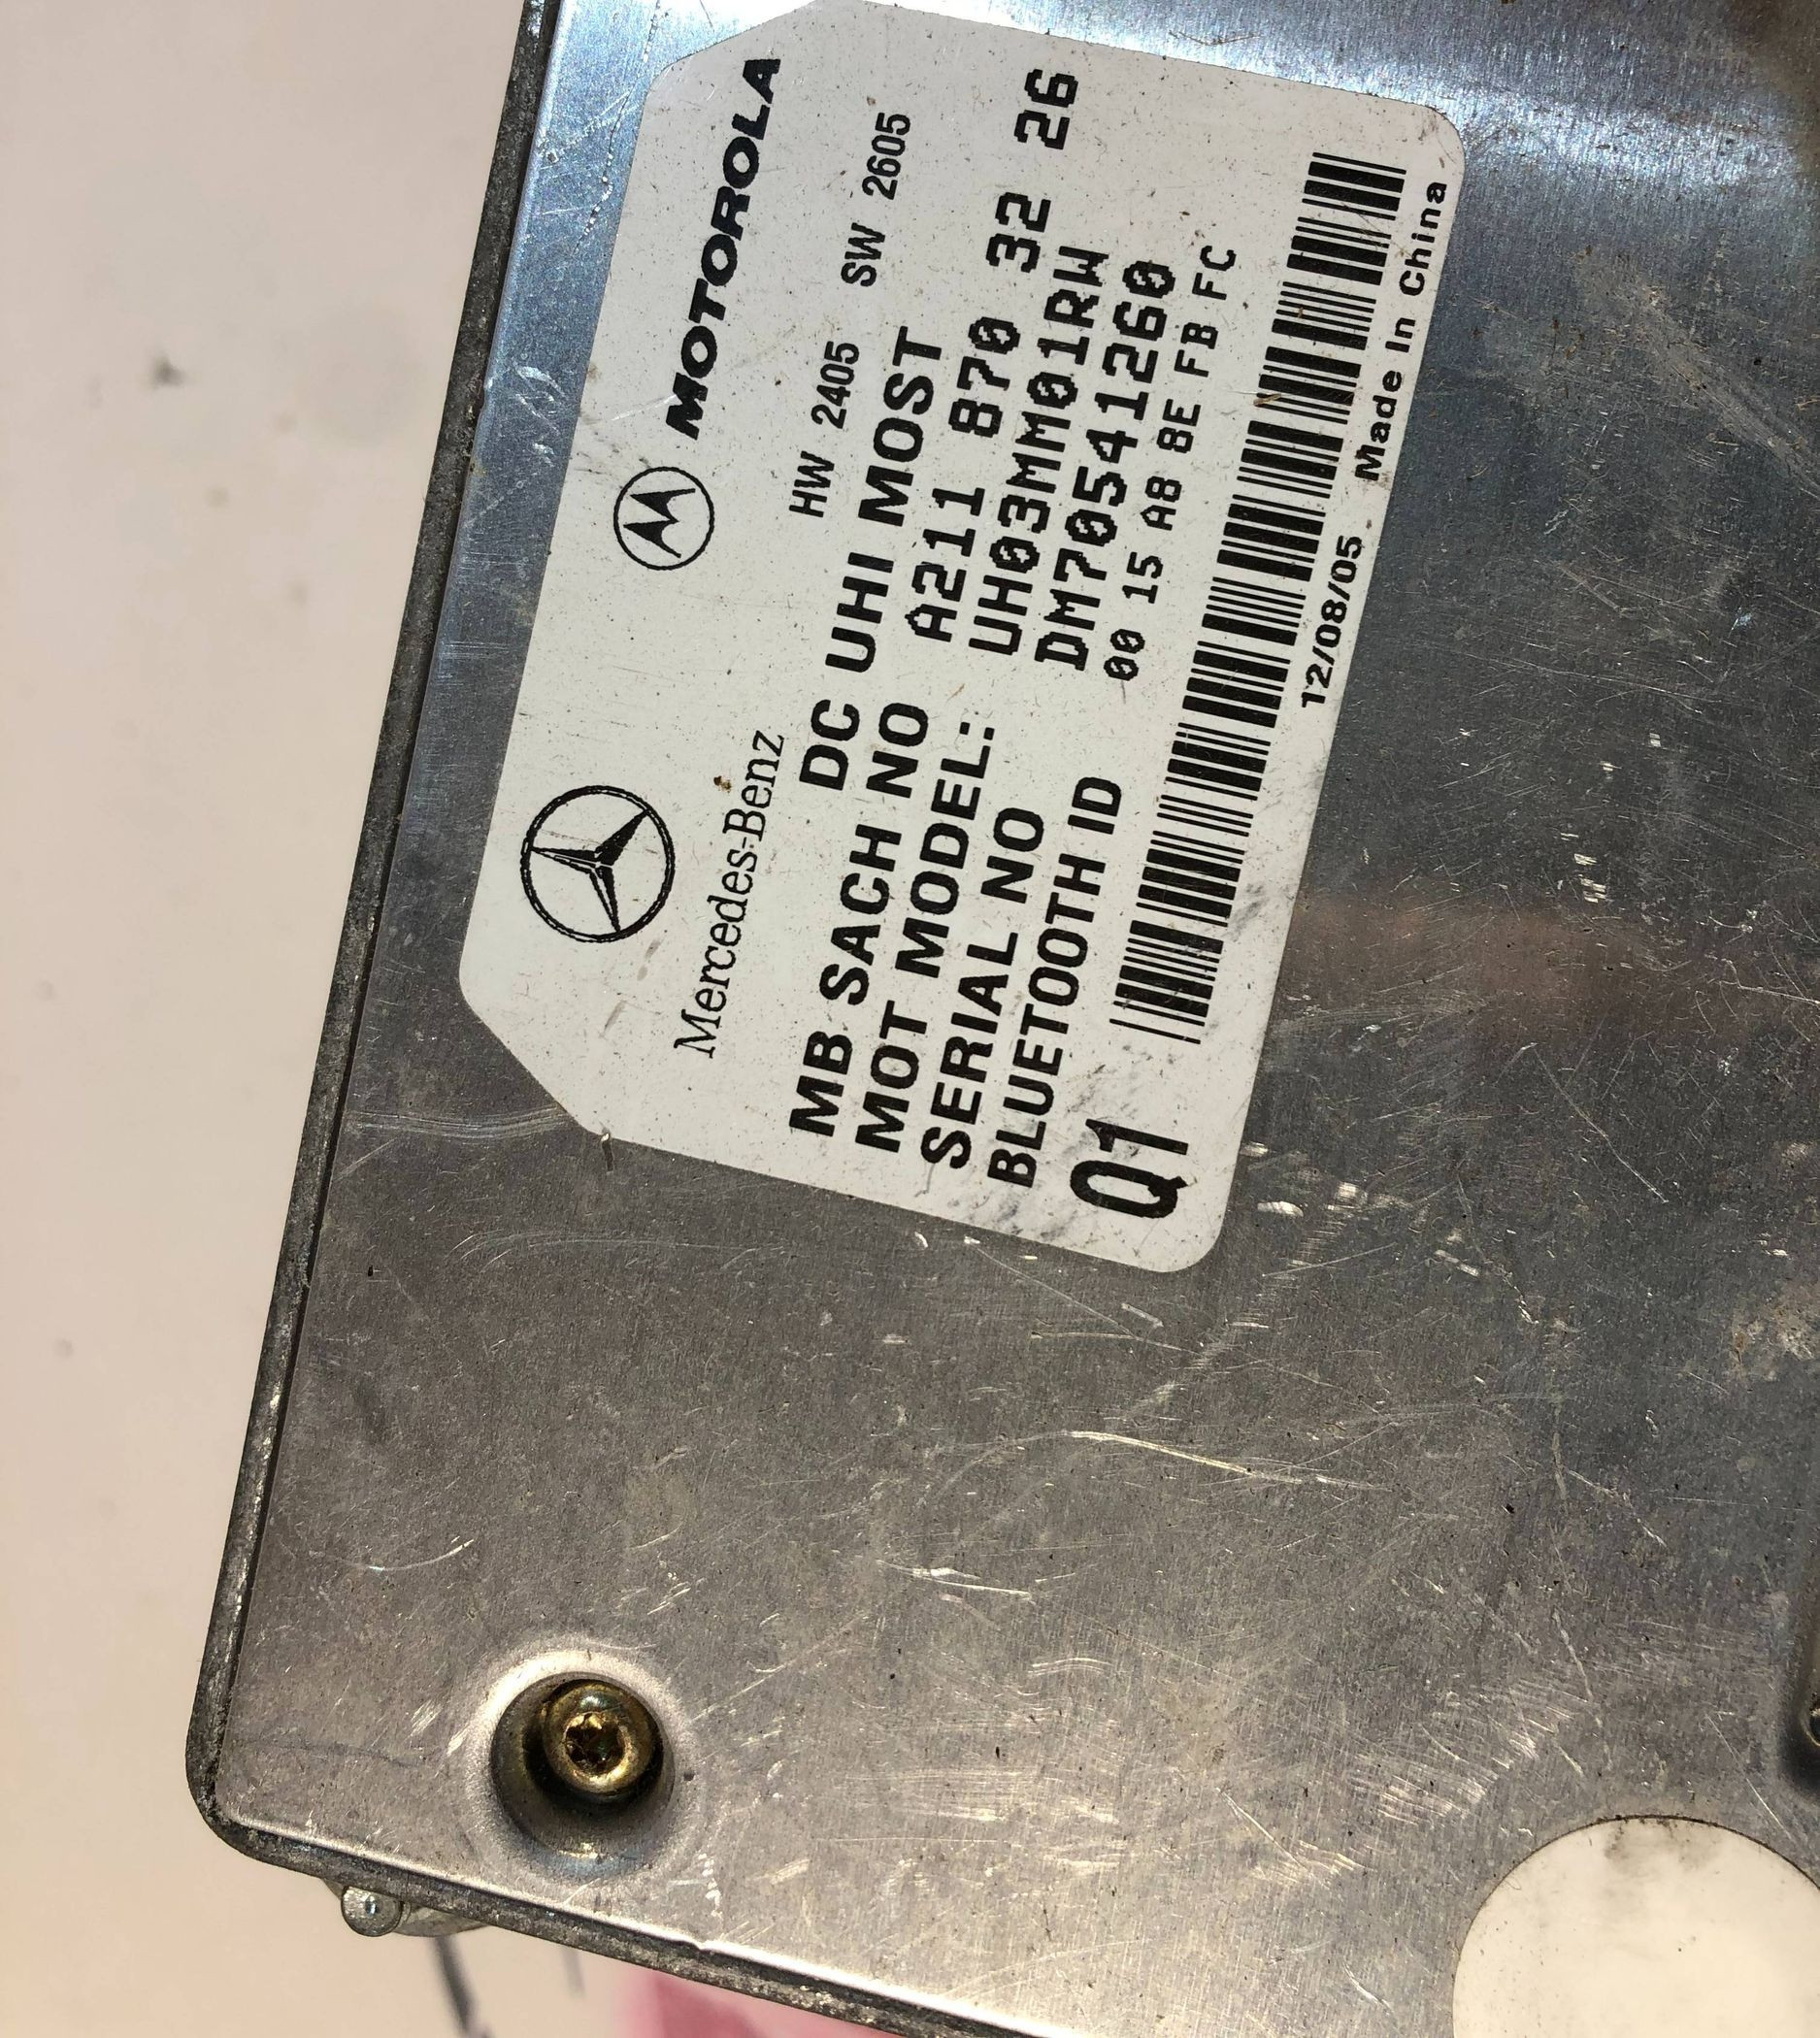 Mercedes-Benz MOTOROLA
HW 2405 SW 2605
DC UHI MOST
MB SACH NO A211 870 32 26
MOT MODEL: UH03MM01RW
SERIAL NO DM70541260
BLUETOOTH ID 00 15 A8 8E FB FC
Q1
12/08/05 Made In China